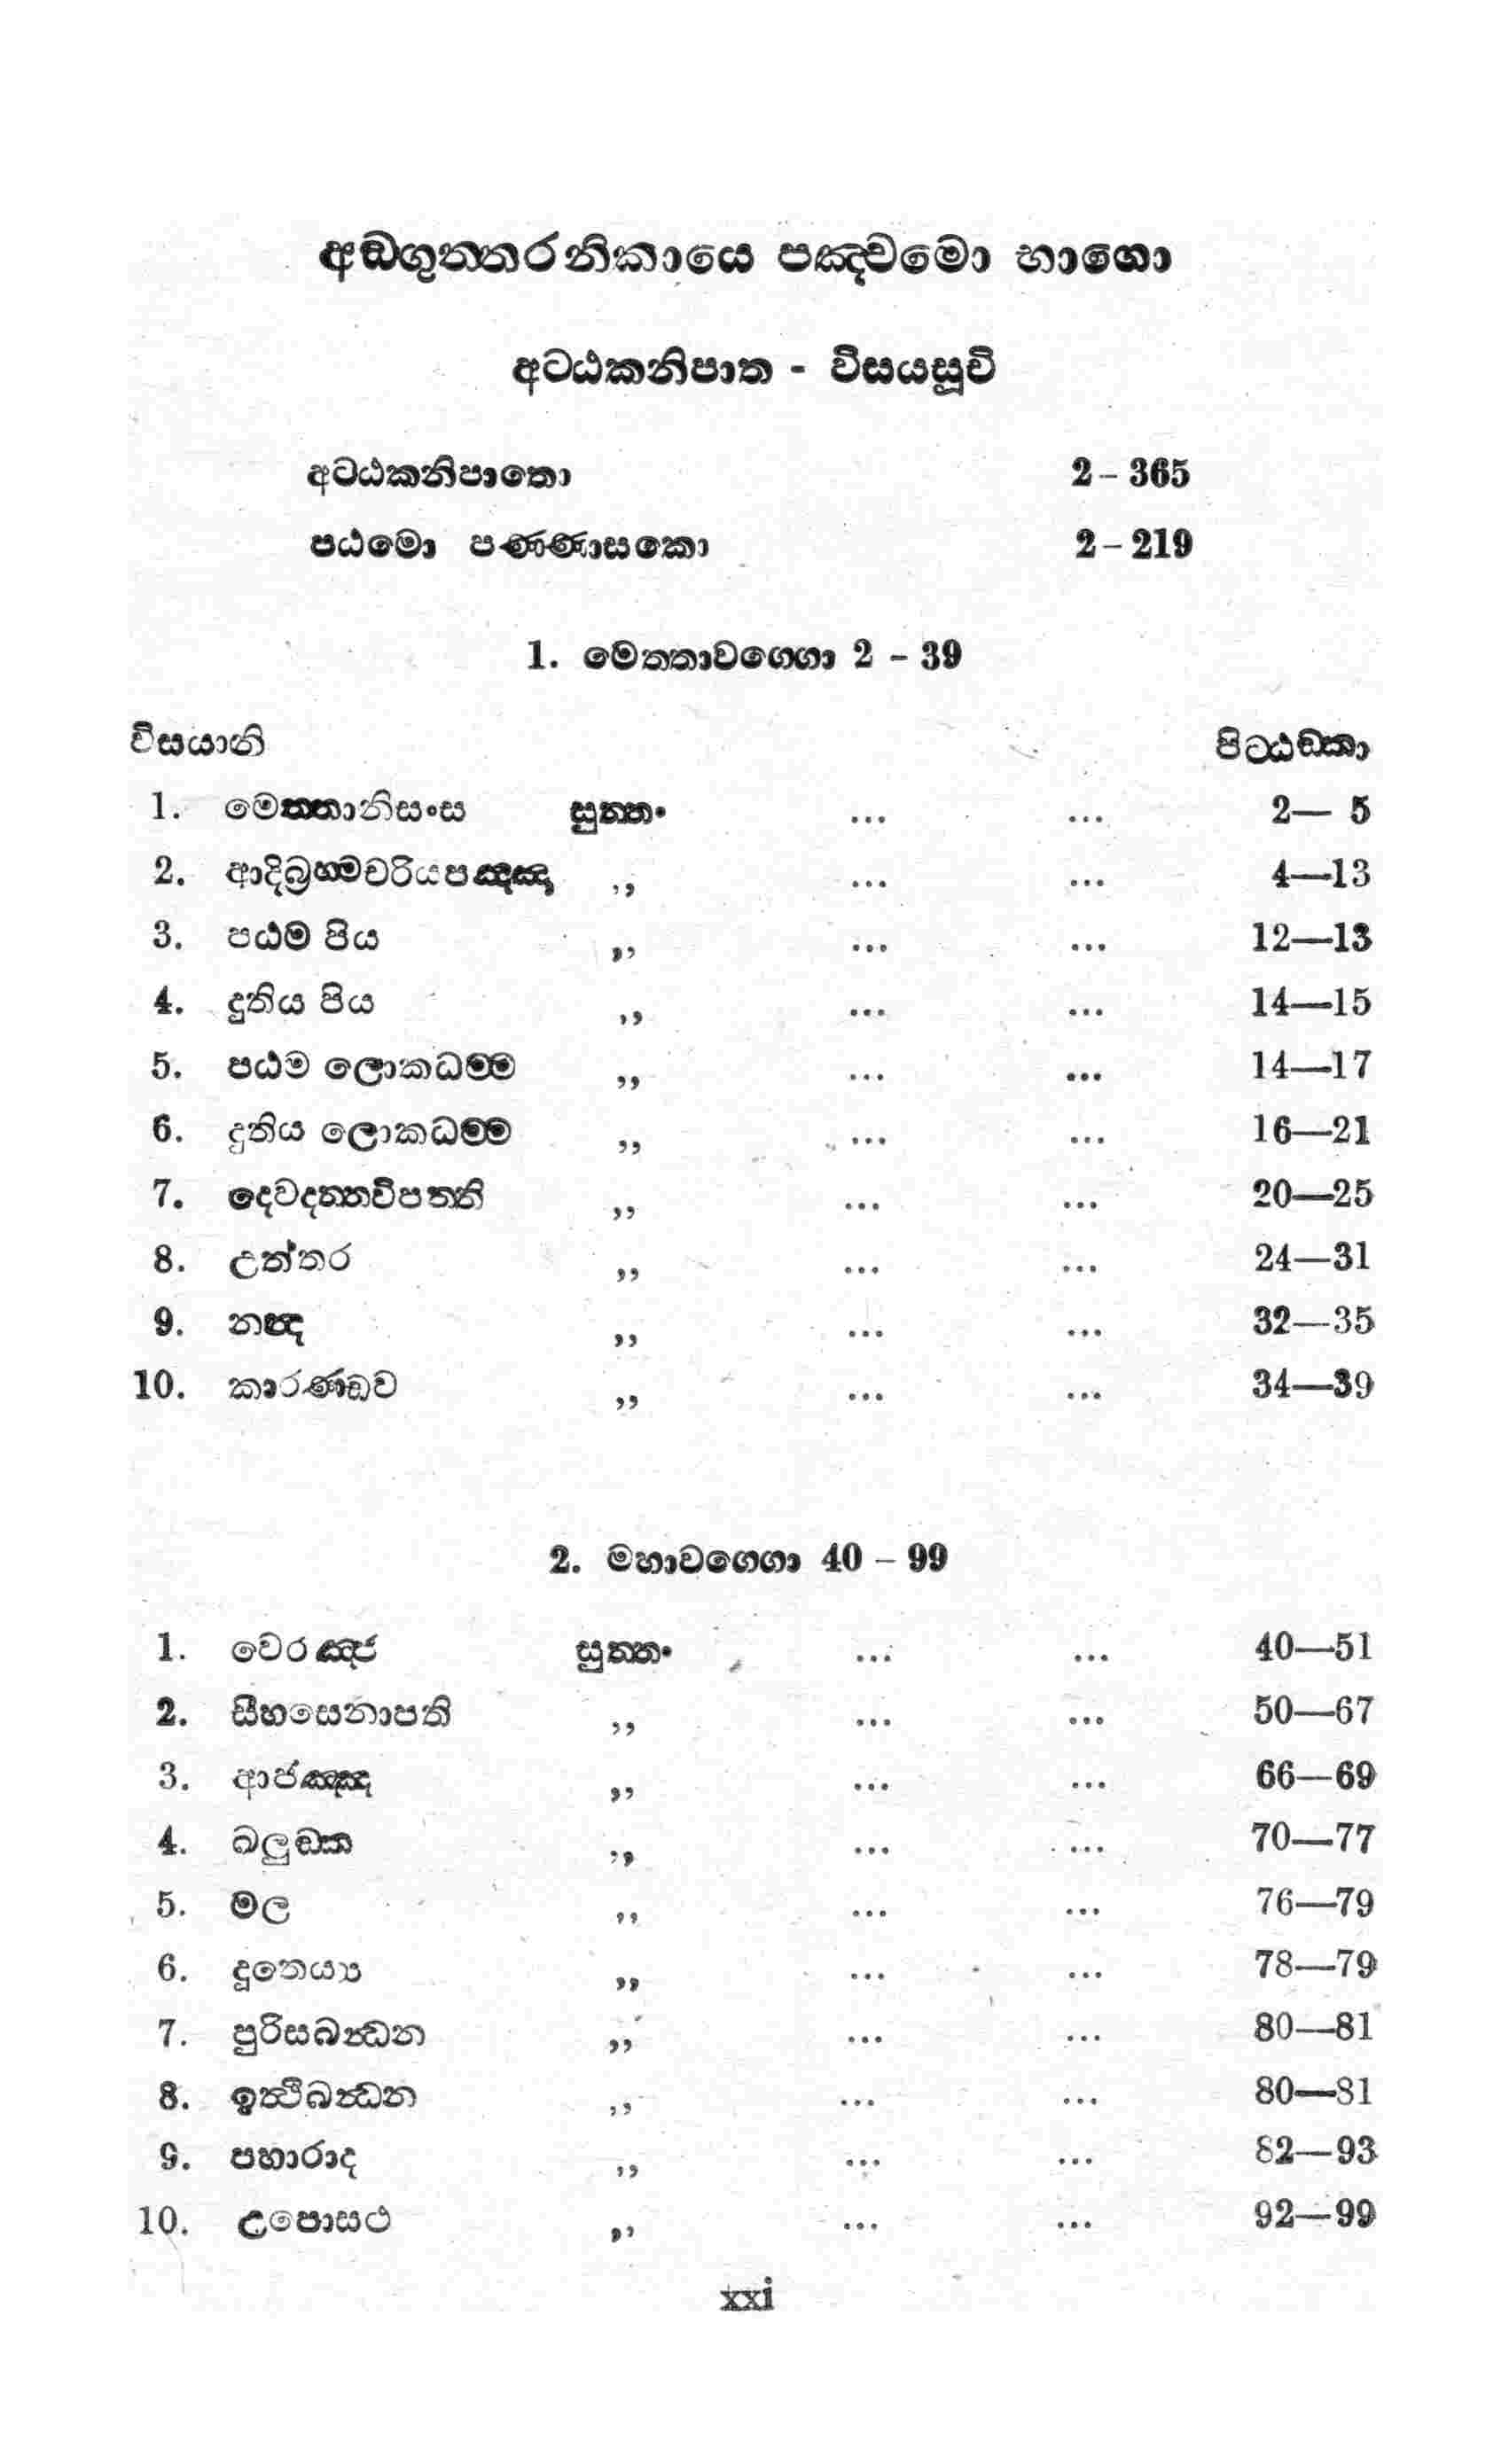 අඞගුත්තරනිකායෙ පඤ්චමො භාගො
අට්ඨකනිපාත - විසයසූචි
අට්ඨකනිපාතො 2 - 365
පඨමො පණ්ණාසකො 2 - 219
1. මෙත්තාවග්ගො 2 - 39
විසයානි පිට්ඨඞ්කා
1. මෙත්තානිසංස සුත්තං ... ... 2— 5
2. ආදිබ්‍රහ්මචරියපඤ්ඤා ,, ... ... 4—13
3. පඨම පිය ,, ... ... 12—13
4. දුතිය පිය ,, ... ... 14—15
5. පඨම ලොකධම්ම ,, ... ... 14—17
6. දුතිය ලොකධම්ම ,, ... ... 16—21
7. දෙවදත්තවිපත්ති ,, ... ... 20—25
8. උත්තර ,, ... ... 24—31
9. නන්‍ද ,, ... ... 32—35
10. කාරණ්ඩව ,, ... ... 34—39
2. මහාවග්ගො 40 - 99
1. වෙරඤ්ජ සුත්තං ... ... 40—51
2. සීහසෙනාපති ,, ... ... 50—67
3. ආජඤ්ඤ ,, ... ... 66—69
4. ඛලුඞ්ක ,, ... ... 70—77
5. මල ,, ... ... 76—79
6. දූතෙය්‍ය ,, ... ... 78—79
7. පුරිසබන්‍ධන ,, ... ... 80—81
8. ඉත්‍ථිබන්‍ධන ,, ... ... 80—81
9. පහාරාද ,, ... ... 82—93
10. උපොසථ ,, ... ... 92—99
xxi